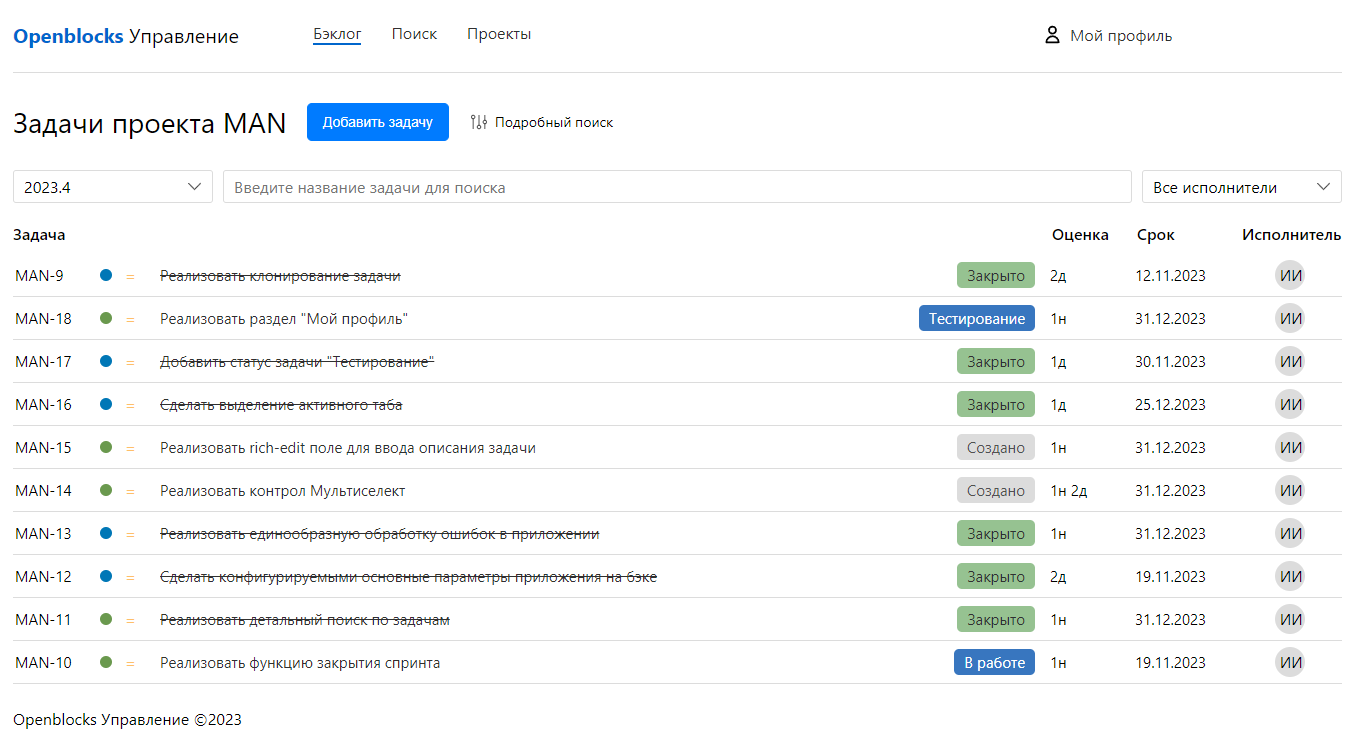 Openblocks Управление Бэклог Поиск Проекты Мой профиль
Задачи проекта MAN Добавить задачу Подробный поиск
2023.4 Введите название задачи для поиска Все исполнители
Задача Оценка Срок Исполнитель
MAN-9 = Реализовать клонирование задачи Закрыто 2д 12.11.2023 ИИ
MAN-18 = Реализовать раздел "Мой профиль" Тестирование 1н 31.12.2023 ИИ
MAN-17 = Добавить статус задачи "Тестирование" Закрыто 1д 30.11.2023 ИИ
MAN-16 = Сделать выделение активного таба Закрыто 1д 25.12.2023 ИИ
MAN-15 = Реализовать rich-edit поле для ввода описания задачи Создано 1н 31.12.2023 ИИ
MAN-14 = Реализовать контрол Мультиселект Создано 1н 2д 31.12.2023 ИИ
MAN-13 = Реализовать единообразную обработку ошибок в приложении Закрыто 1н 31.12.2023 ИИ
MAN-12 = Сделать конфигурируемыми основные параметры приложения на бэке Закрыто 2д 19.11.2023 ИИ
MAN-11 = Реализовать детальный поиск по задачам Закрыто 1н 31.12.2023 ИИ
MAN-10 = Реализовать функцию закрытия спринта В работе 1н 19.11.2023 ИИ
Openblocks Управление ©2023